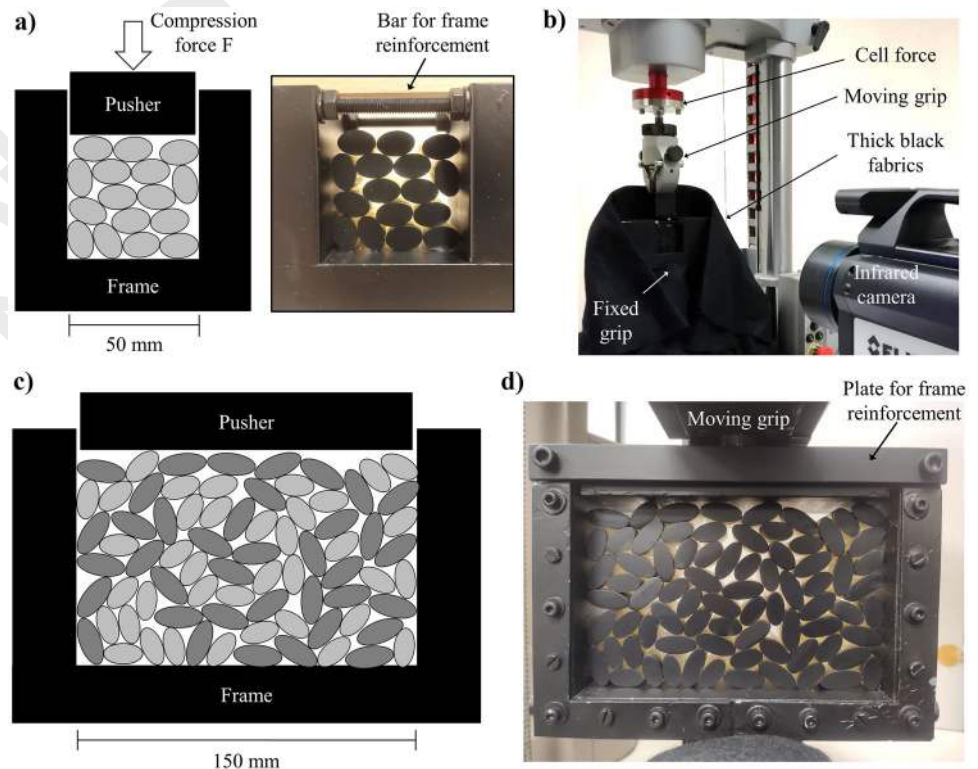 a)
Compression
force F
Pusher
Frame
50 mm
Bar for frame
reinforcement
b)
Cell force
Moving grip
Thick black
fabrics
Infrared
camera
Fixed
grip
c)
Pusher
Frame
150 mm
d)
Plate for frame
reinforcement
Moving grip